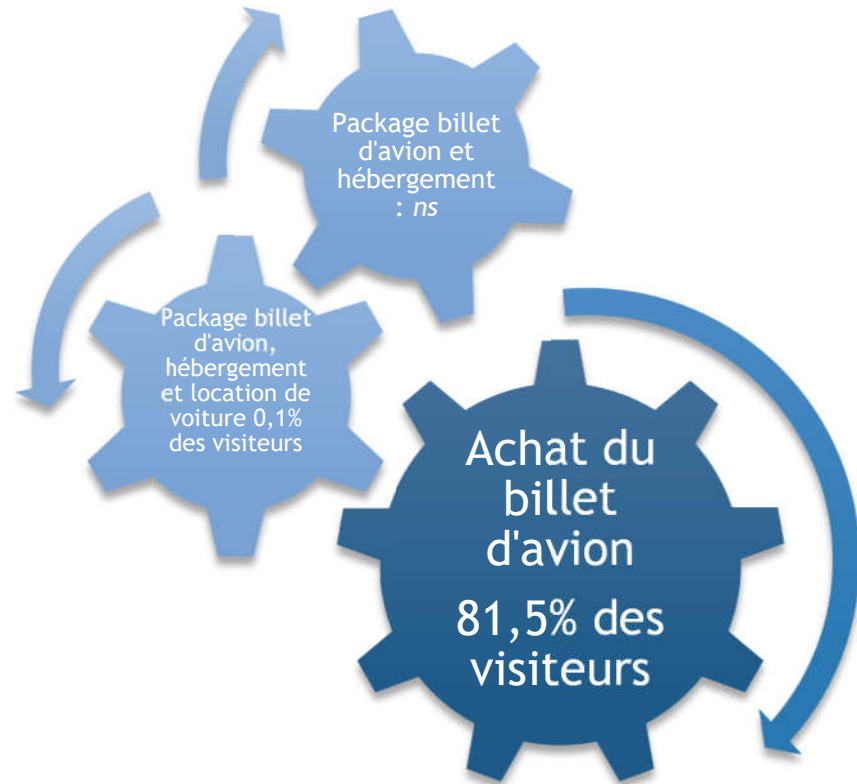 Package billet
d'avion et
hébergement
: ns
Package billet
d'avion,
hébergement
et location de
voiture 0,1%
des visiteurs
Achat du
billet
d'avion
81,5% des
visiteurs